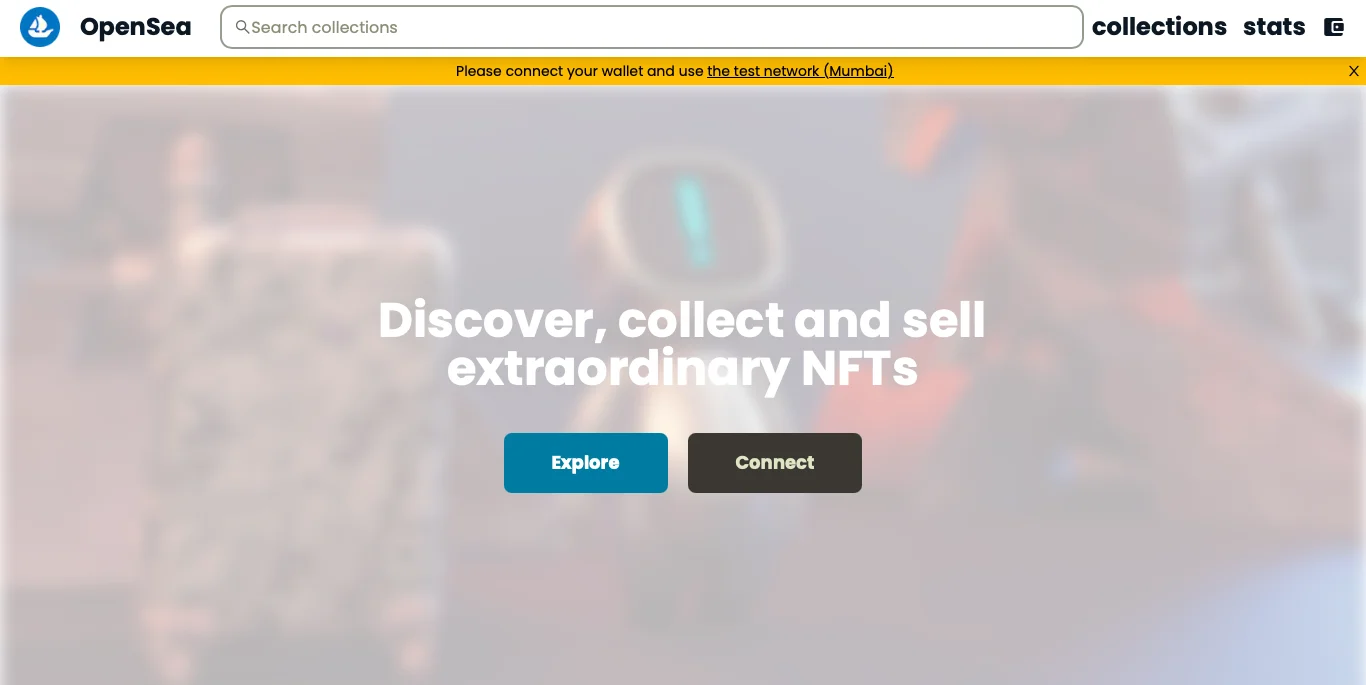 OpenSea
Search collections
collections
stats
Please connect your wallet and use the test network (Mumbai)
X
Discover, collect and sell
extraordinary NFTs
Explore
Connect